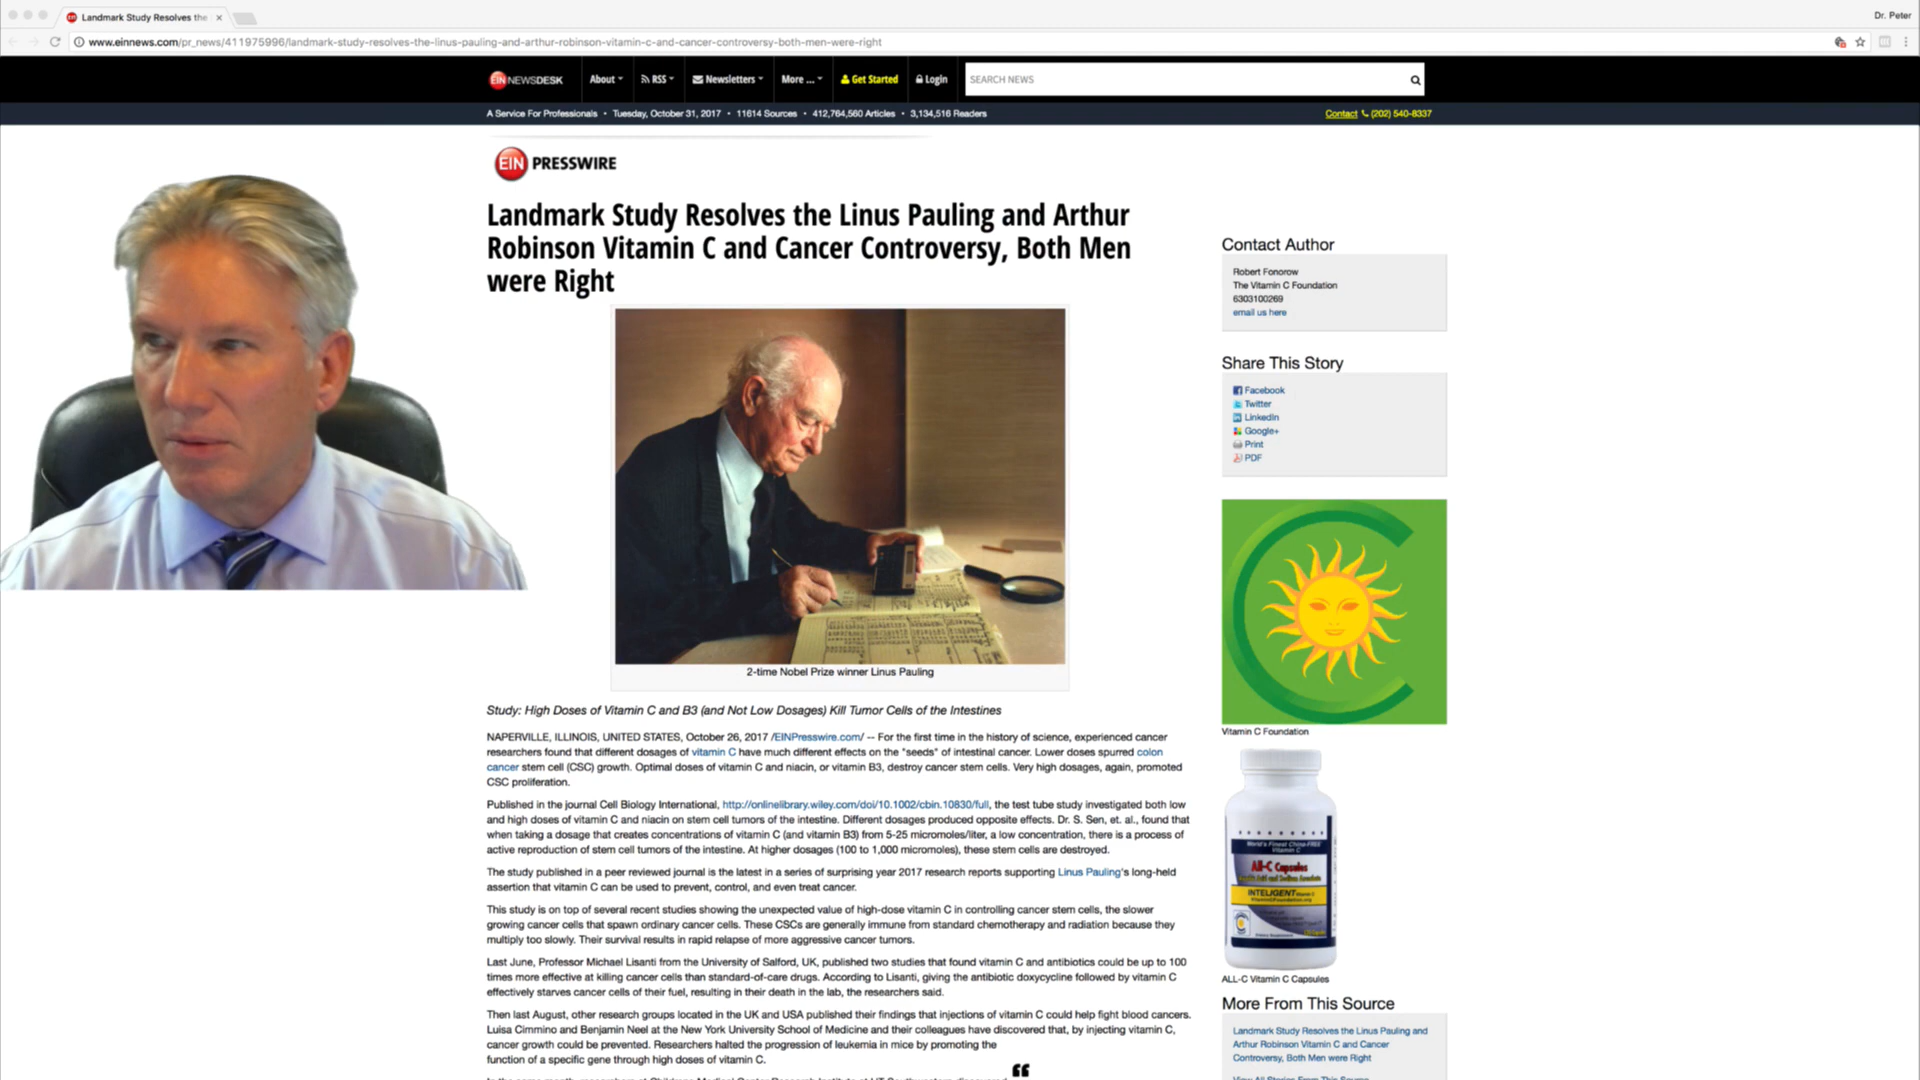 Landmark Study Resolves the
Dr. Peter
www.einnews.com/pr_news/411975996/landmark-study-resolves-the-linus-pauling-and-arthur-robinson-vitamin-c-and-cancer-controversy-both-men-were-right
EIN NEWSDESK About RSS Newsletters More ... Get Started Login SEARCH NEWS
A Service For Professionals • Tuesday, October 31, 2017 • 11614 Sources • 412,764,560 Articles • 3,134,516 Readers
Contact (202) 540-8337
EIN PRESSWIRE
Landmark Study Resolves the Linus Pauling and Arthur
Robinson Vitamin C and Cancer Controversy, Both Men
were Right
2-time Nobel Prize winner Linus Pauling
Study: High Doses of Vitamin C and B3 (and Not Low Dosages) Kill Tumor Cells of the Intestines
NAPERVILLE, ILLINOIS, UNITED STATES, October 26, 2017 /EINPresswire.com/ -- For the first time in the history of science, experienced cancer
researchers found that different dosages of vitamin C have much different effects on the "seeds" of intestinal cancer. Lower doses spurred colon
cancer stem cell (CSC) growth. Optimal doses of vitamin C and niacin, or vitamin B3, destroy cancer stem cells. Very high dosages, again, promoted
CSC proliferation.
Published in the journal Cell Biology International, http://onlinelibrary.wiley.com/doi/10.1002/cbin.10830/full, the test tube study investigated both low
and high doses of vitamin C and niacin on stem cell tumors of the intestine. Different dosages produced opposite effects. Dr. S. Sen, et. al., found that
when taking a dosage that creates concentrations of vitamin C (and vitamin B3) from 5-25 micromoles/liter, a low concentration, there is a process of
active reproduction of stem cell tumors of the intestine. At higher dosages (100 to 1,000 micromoles), these stem cells are destroyed.
The study published in a peer reviewed journal is the latest in a series of surprising year 2017 research reports supporting Linus Pauling's long-held
assertion that vitamin C can be used to prevent, control, and even treat cancer.
This study is on top of several recent studies showing the unexpected value of high-dose vitamin C in controlling cancer stem cells, the slower
growing cancer cells that spawn ordinary cancer cells. These CSCs are generally immune from standard chemotherapy and radiation because they
multiply too slowly. Their survival results in rapid relapse of more aggressive cancer tumors.
Last June, Professor Michael Lisanti from the University of Salford, UK, published two studies that found vitamin C and antibiotics could be up to 100
times more effective at killing cancer cells than standard-of-care drugs. According to Lisanti, giving the antibiotic doxycycline followed by vitamin C
effectively starves cancer cells of their fuel, resulting in their death in the lab, the researchers said.
Then last August, other research groups located in the UK and USA published their findings that injections of vitamin C could help fight blood cancers.
Luisa Cimmino and Benjamin Neel at the New York University School of Medicine and their colleagues have discovered that, by injecting vitamin C,
cancer growth could be prevented. Researchers halted the progression of leukemia in mice by promoting the
function of a specific gene through high doses of vitamin C.
Contact Author
Robert Fonorow
The Vitamin C Foundation
6303100269
email us here
Share This Story
Facebook
Twitter
LinkedIn
Google+
Print
PDF
Vitamin C Foundation
World's Finest China-FREE
Vitamin C
All-C Capsules
INTELIGENT
ALL-C Vitamin C Capsules
More From This Source
Landmark Study Resolves the Linus Pauling and
Arthur Robinson Vitamin C and Cancer
Controversy, Both Men were Right